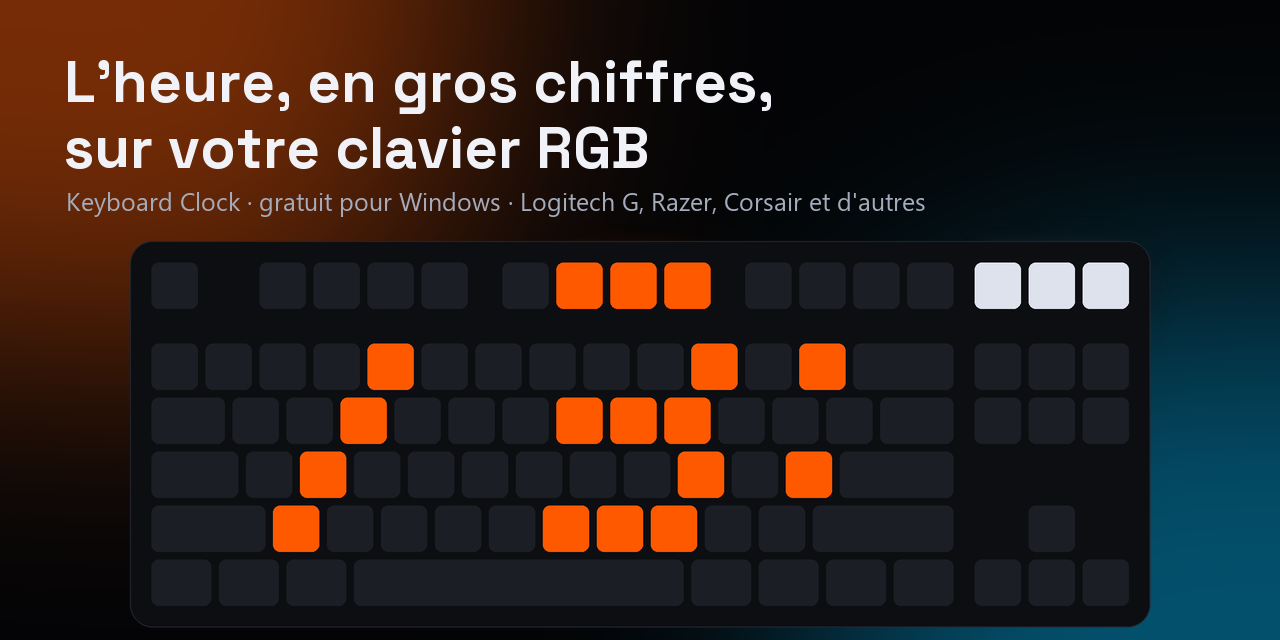 L’heure, en gros chiffres,
sur votre clavier RGB
Keyboard Clock · gratuit pour Windows · Logitech G, Razer, Corsair et d'autres